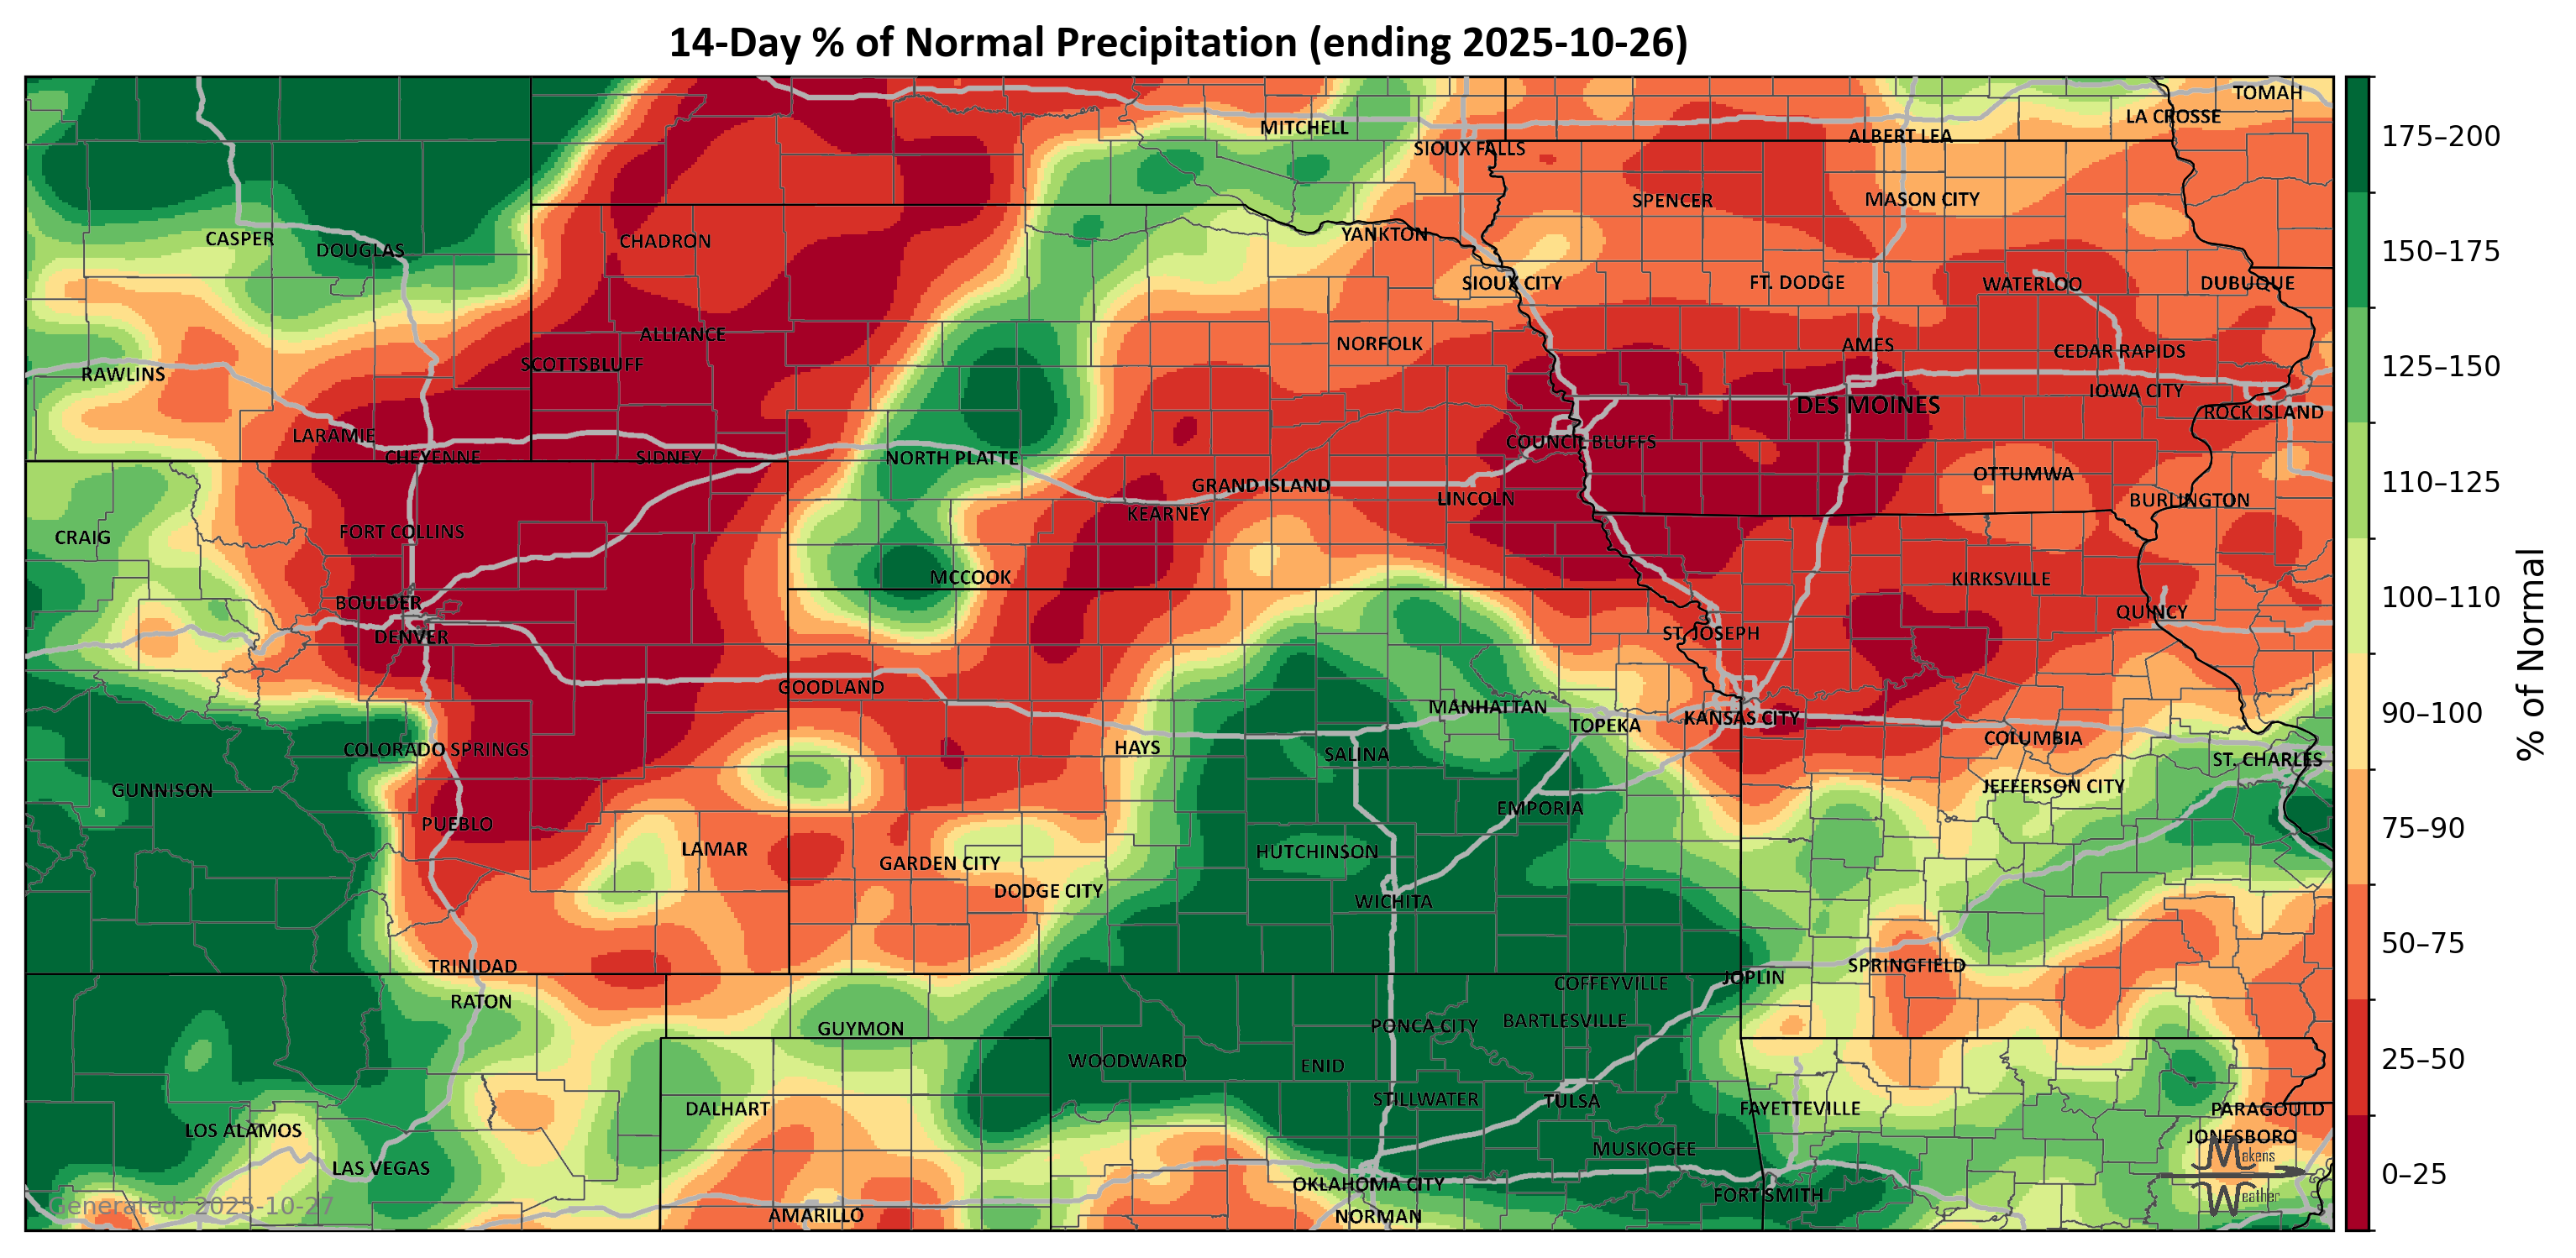 14-Day % of Normal Precipitation (ending 2025-10-26)
TOMAH
LA CROSSE
MITCHELL
ALBERT LEA
SIOUX FALLS
SPENCER
MASON CITY
CASPER
DOUGLAS
CHADRON
YANKTON
SIOUX CITY
FT. DODGE
WATERLOO
DUBUQUE
ALLIANCE
NORFOLK
AMES
CEDAR RAPIDS
SCOTTSBLUFF
RAWLINS
IOWA CITY
DES MOINES
ROCK ISLAND
LARAMIE
COUNCIL BLUFFS
CHEYENNE
SIDNEY
NORTH PLATTE
OTTUMWA
GRAND ISLAND
LINCOLN
BURLINGTON
KEARNEY
CRAIG
FORT COLLINS
MCCOOK
KIRKSVILLE
BOULDER
QUINCY
DENVER
ST. JOSEPH
GOODLAND
MANHATTAN
KANSAS CITY
TOPEKA
COLORADO SPRINGS
HAYS
SALINA
COLUMBIA
ST. CHARLES
GUNNISON
JEFFERSON CITY
EMPORIA
PUEBLO
LAMAR
HUTCHINSON
GARDEN CITY
DODGE CITY
WICHITA
TRINIDAD
SPRINGFIELD
JOPLIN
COFFEYVILLE
RATON
GUYMON
PONCA CITY
BARTLESVILLE
WOODWARD
ENID
DALHART
STILLWATER
TULSA
FAYETTEVILLE
PARAGOULD
LOS ALAMOS
JONESBORO
MUSKOGEE
LAS VEGAS
OKLAHOMA CITY
FORT SMITH
AMARILLO
NORMAN
Generated: 2025-10-27
Makens
Weather
175–200
150–175
125–150
110–125
100–110
90–100
75–90
50–75
25–50
0–25
% of Normal